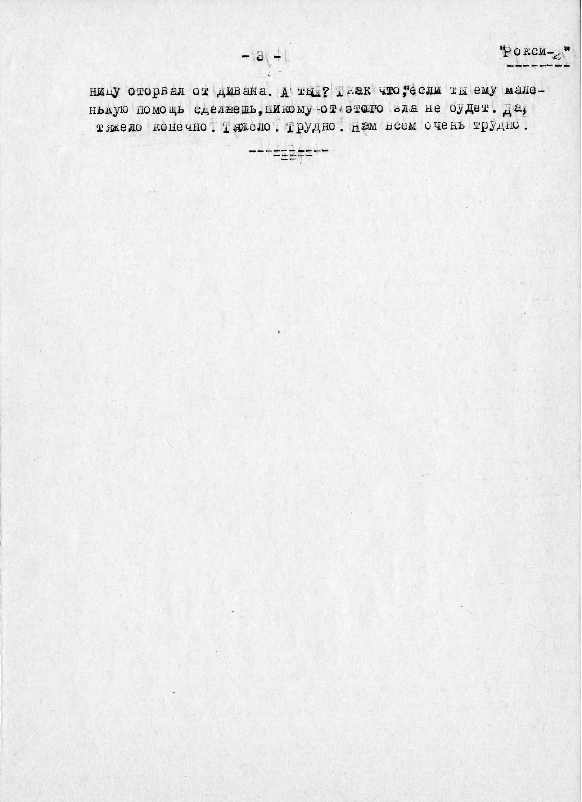 - 3 -
"Рокси-2"
ницу оторвал от дивана. А ты? Так что, если ты ему мале-
нькую помощь сделаешь,никому от этого зла не будет. Да,
тяжело конечно. Тяжело. Трудно. Нам всем очень трудно.